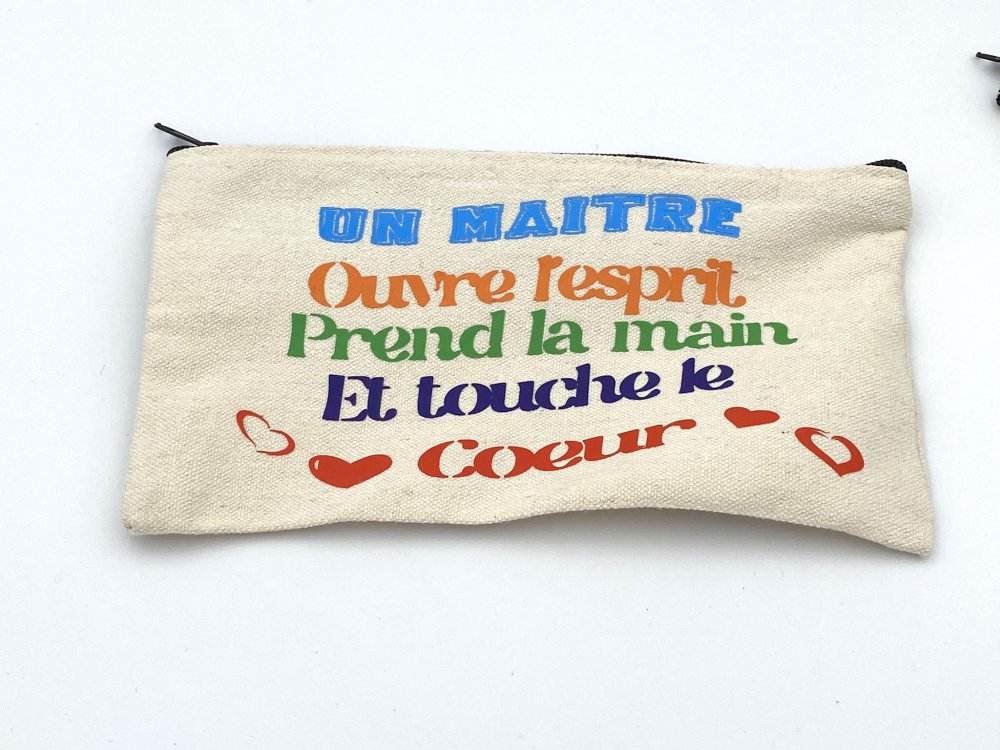 UN MAITRE
Ouvre l'esprit
Prend la main
Et touche le
Coeur